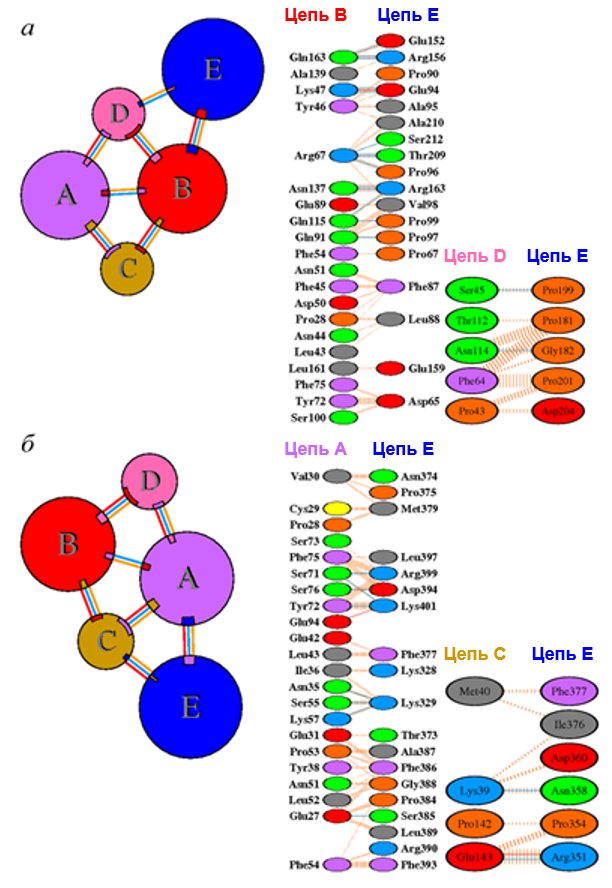 а
E
D
A
B
C
Цепь B Цепь E
Glu152
Gln163 Arg156
Ala139 Pro90
Lys47 Glu94
Tyr46 Ala95
Ala210
Ser212
Arg67 Thr209
Pro96
Asn137 Arg163
Glu89 Val98
Gln115 Pro99
Gln91 Pro97
Phe54 Pro67
Asn51
Phe45 Phe87
Asp50
Pro28 Leu88
Asn44
Leu43
Leu161 Glu159
Phe75
Tyr72 Asp65
Ser100
Цепь D Цепь E
Ser45 Pro199
Thr112 Pro181
Asn114 Gly182
Phe64 Pro201
Pro43 Asp204
б
D
B
A
C
E
Цепь A Цепь E
Val30 Asn374
Pro375
Cys29 Met379
Pro28
Ser73
Phe75 Leu397
Ser71 Arg399
Ser76 Asp394
Tyr72 Lys401
Glu94
Glu42
Leu43 Phe377
Ile36 Lys328
Asn35
Ser55 Lys329
Lys57
Glu31 Thr373
Pro53 Ala387
Tyr38 Phe386
Asn51 Gly388
Leu52 Pro384
Glu27 Ser385
Leu389
Arg390
Phe54 Phe393
Цепь C Цепь E
Met40 Phe377
Ile376
Asp360
Lys39 Asn358
Pro142 Pro354
Glu143 Arg351